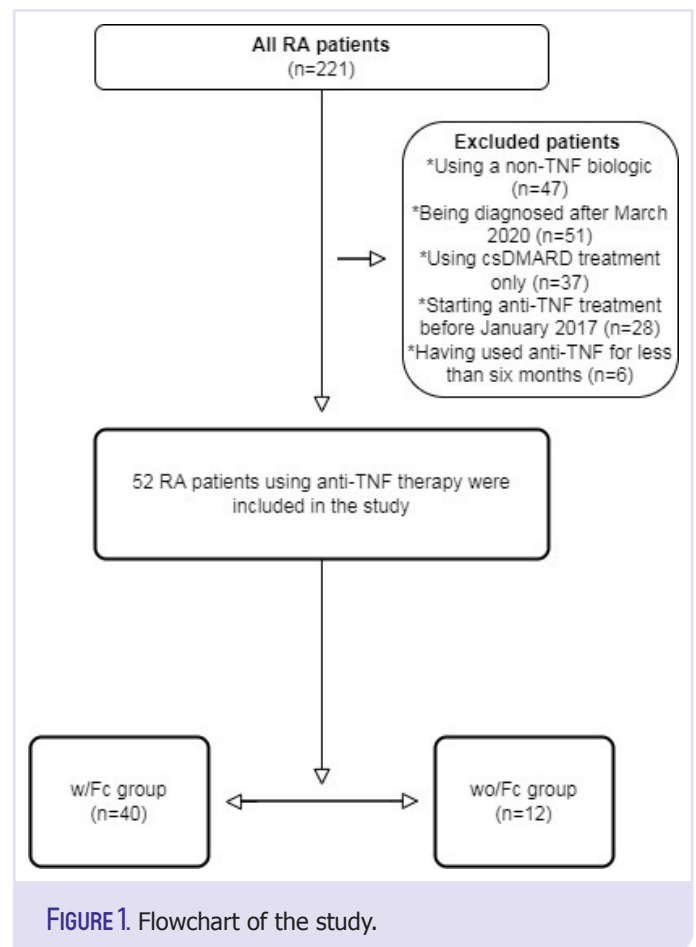 All RA patients
(n=221)
Excluded patients
*Using a non-TNF biologic
(n=47)
*Being diagnosed after March
2020 (n=51)
*Using csDMARD treatment
only (n=37)
*Starting anti-TNF treatment
before January 2017 (n=28)
*Having used anti-TNF for less
than six months (n=6)
52 RA patients using anti-TNF therapy were
included in the study
w/Fc group
(n=40)
wo/Fc group
(n=12)
FIGURE 1. Flowchart of the study.